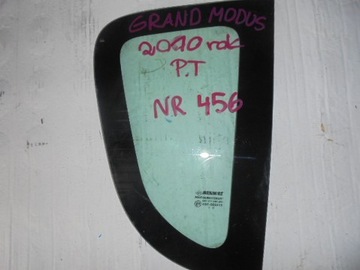 GRAND MODUS
2010 rok
P.T
NR 456
RENAULT